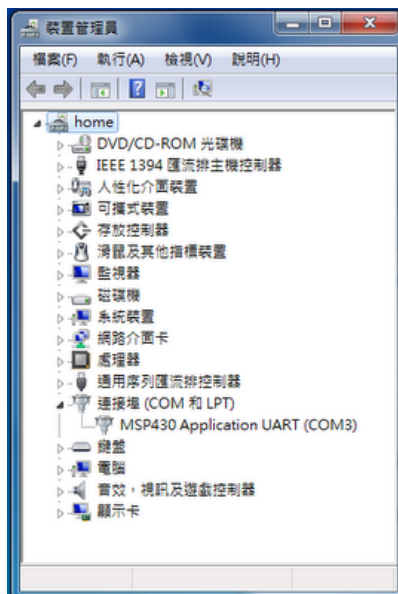 裝置管理員
檔案(F) 執行(A) 檢視(V) 說明(H)
home
DVD/CD-ROM 光碟機
IEEE 1394 匯流排主機控制器
人性化介面裝置
可攜式裝置
存放控制器
滑鼠及其他指標裝置
監視器
磁碟機
系統裝置
網路介面卡
處理器
通用序列匯流排控制器
連接埠 (COM 和 LPT)
MSP430 Application UART (COM3)
鍵盤
電腦
音效，視訊及遊戲控制器
顯示卡